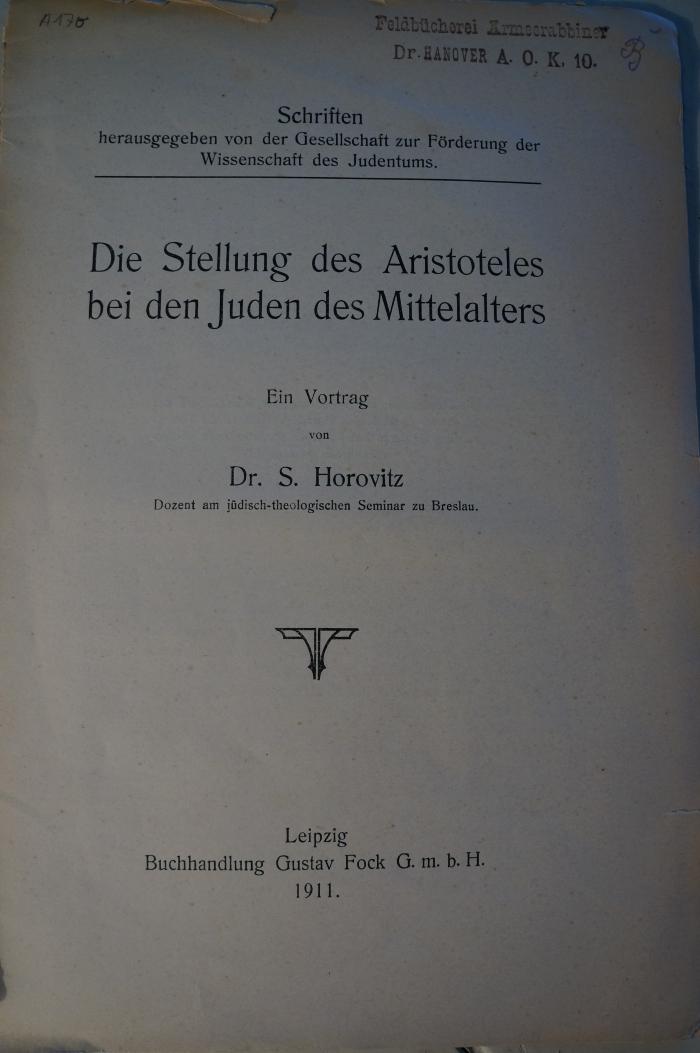 A170
Feldbücherei Armeerabbiner
Dr. HANOVER A. O. K. 10.
B
Schriften
herausgegeben von der Gesellschaft zur Förderung der
Wissenschaft des Judentums.
Die Stellung des Aristoteles
bei den Juden des Mittelalters
Ein Vortrag
von
Dr. S. Horovitz
Dozent am jüdisch-theologischen Seminar zu Breslau.
Leipzig
Buchhandlung Gustav Fock G. m. b. H.
1911.